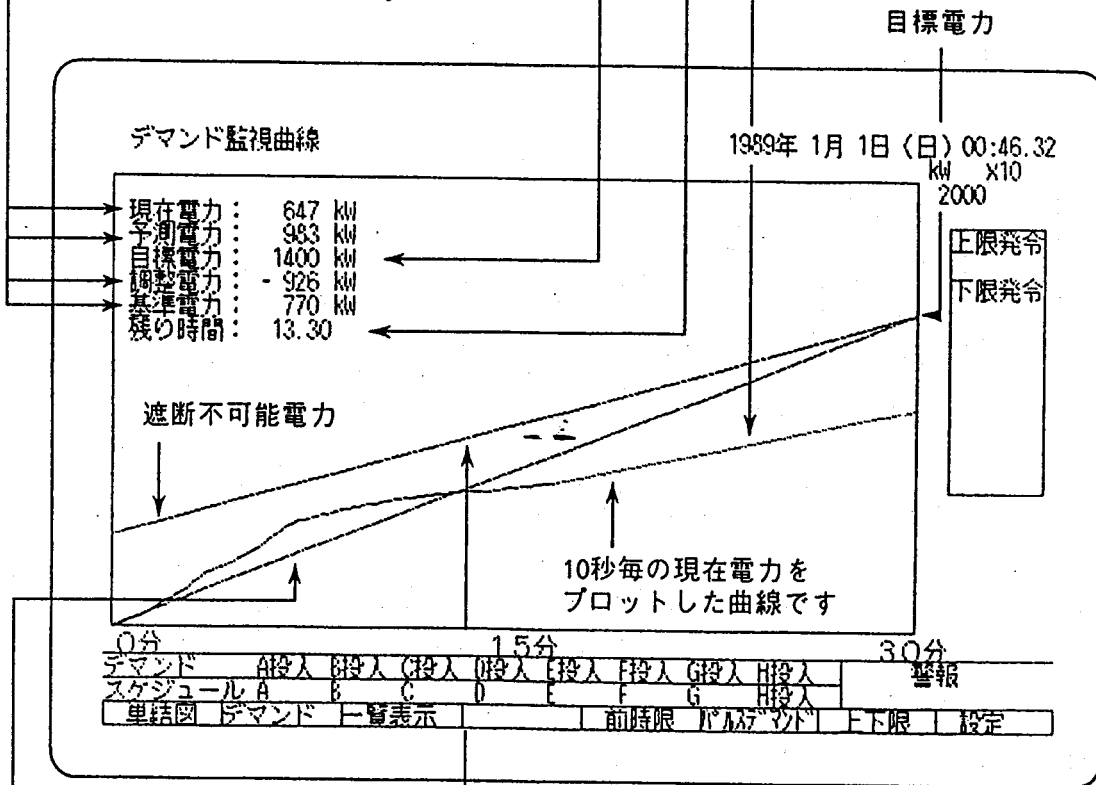 目標電力
デマンド監視曲線
1989年 1月 1日 (日) 00:46.32
kW x10
2000
現在電力: 647 kW
予測電力: 983 kW
目標電力: 1400 kW
調整電力: - 926 kW
基準電力: 770 kW
残り時間: 13.30
上限発令
下限発令
遮断不可能電力
10秒毎の現在電力を
プロットした曲線です
0分 15分 30分
デマンド A投入 B投入 C投入 D投入 E投入 F投入 G投入 H投入 警報
スケジュール A B C D E F G H投入
単結図 デマンド 一覧表示 前時限 パルスデマンド 上下限 設定